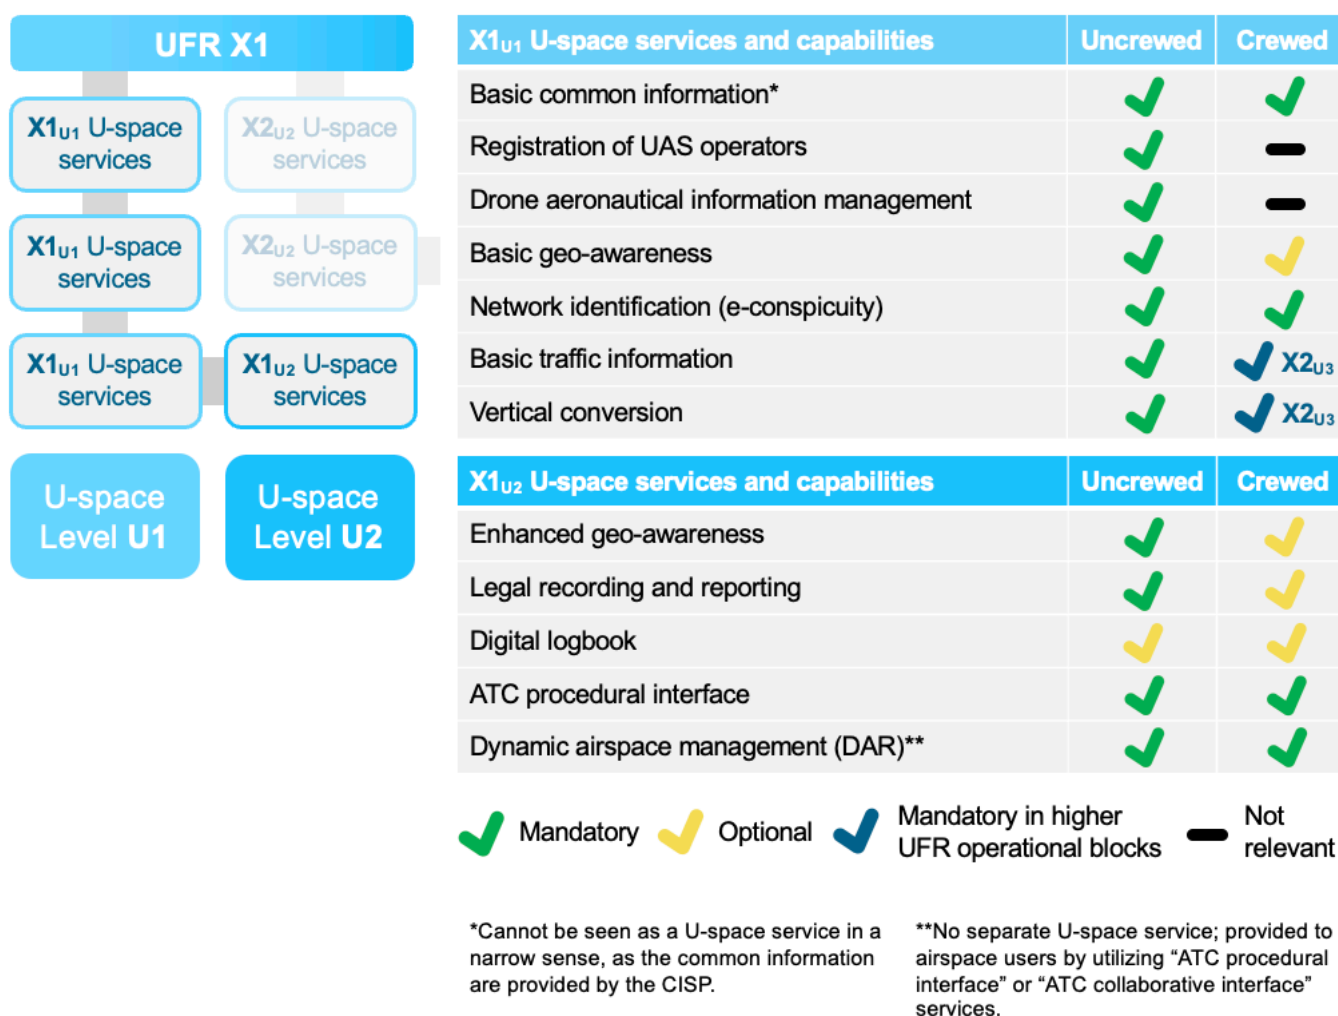 UFR X1
X1U1 U-space
services
X2U2 U-space
services
X1U1 U-space
services
X2U2 U-space
services
X1U1 U-space
services
X1U2 U-space
services
U-space
Level U1
U-space
Level U2
X1U1 U-space services and capabilities Uncrewed Crewed
Basic common information*
Registration of UAS operators
Drone aeronautical information management
Basic geo-awareness
Network identification (e-conspicuity)
Basic traffic information X2U3
Vertical conversion X2U3
X1U2 U-space services and capabilities Uncrewed Crewed
Enhanced geo-awareness
Legal recording and reporting
Digital logbook
ATC procedural interface
Dynamic airspace management (DAR)**
Mandatory
Optional
Mandatory in higher
UFR operational blocks
Not
relevant
*Cannot be seen as a U-space service in a
narrow sense, as the common information
are provided by the CISP.
**No separate U-space service; provided to
airspace users by utilizing “ATC procedural
interface” or “ATC collaborative interface”
services.